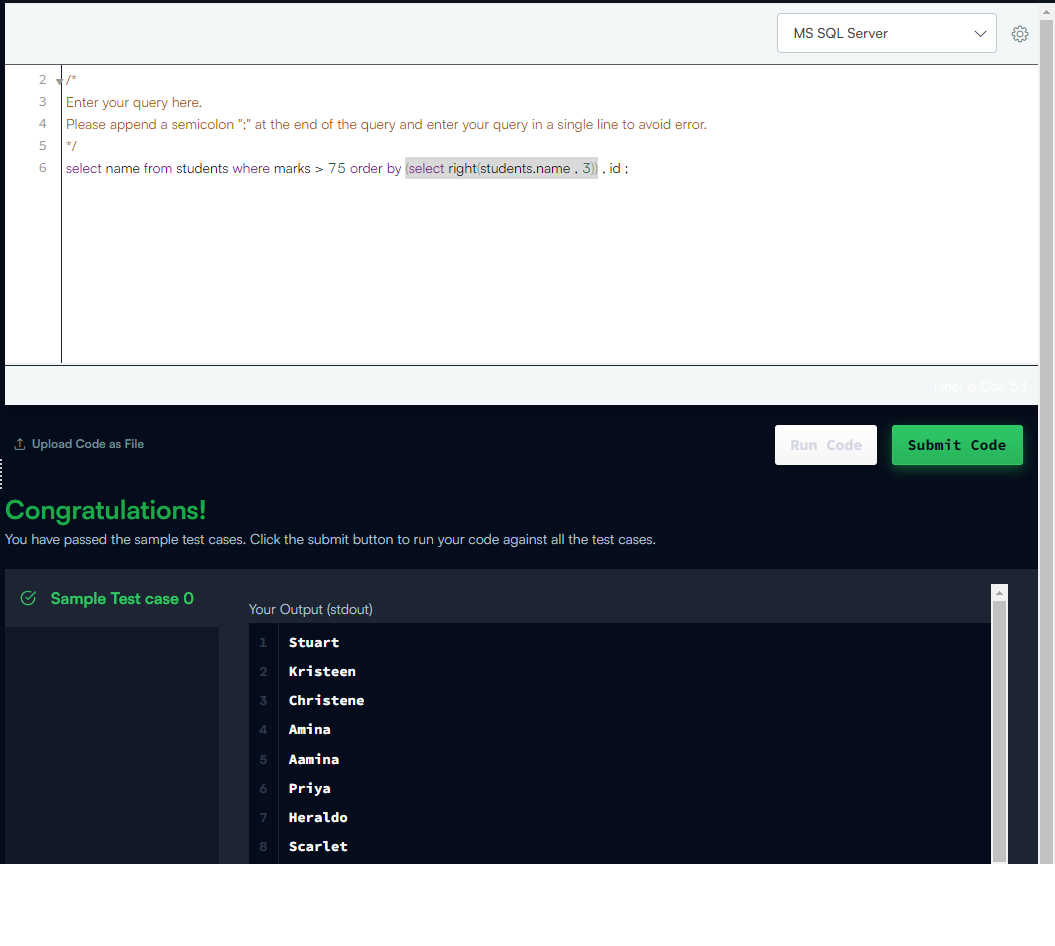 MS SQL Server
2 /*
3 Enter your query here.
4 Please append a semicolon ";" at the end of the query and enter your query in a single line to avoid error.
5 */
6 select name from students where marks > 75 order by (select right(students.name , 3)) , id ;
Line: 6 Col: 53
Upload Code as File
Run Code
Submit Code
Congratulations!
You have passed the sample test cases. Click the submit button to run your code against all the test cases.
Sample Test case 0
Your Output (stdout)
1 Stuart
2 Kristeen
3 Christene
4 Amina
5 Aamina
6 Priya
7 Heraldo
8 Scarlet